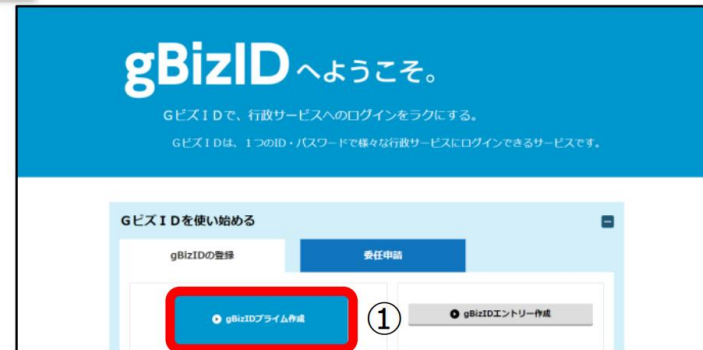 gBizIDへようこそ。
GビズIDで、行政サービスへのログインをラクにする。
GビズIDは、1つのID・パスワードで様々な行政サービスにログインできるサービスです。
GビズIDを使い始める
gBizIDの登録
委任申請
gBizIDプライム作成
①
gBizIDエントリー作成